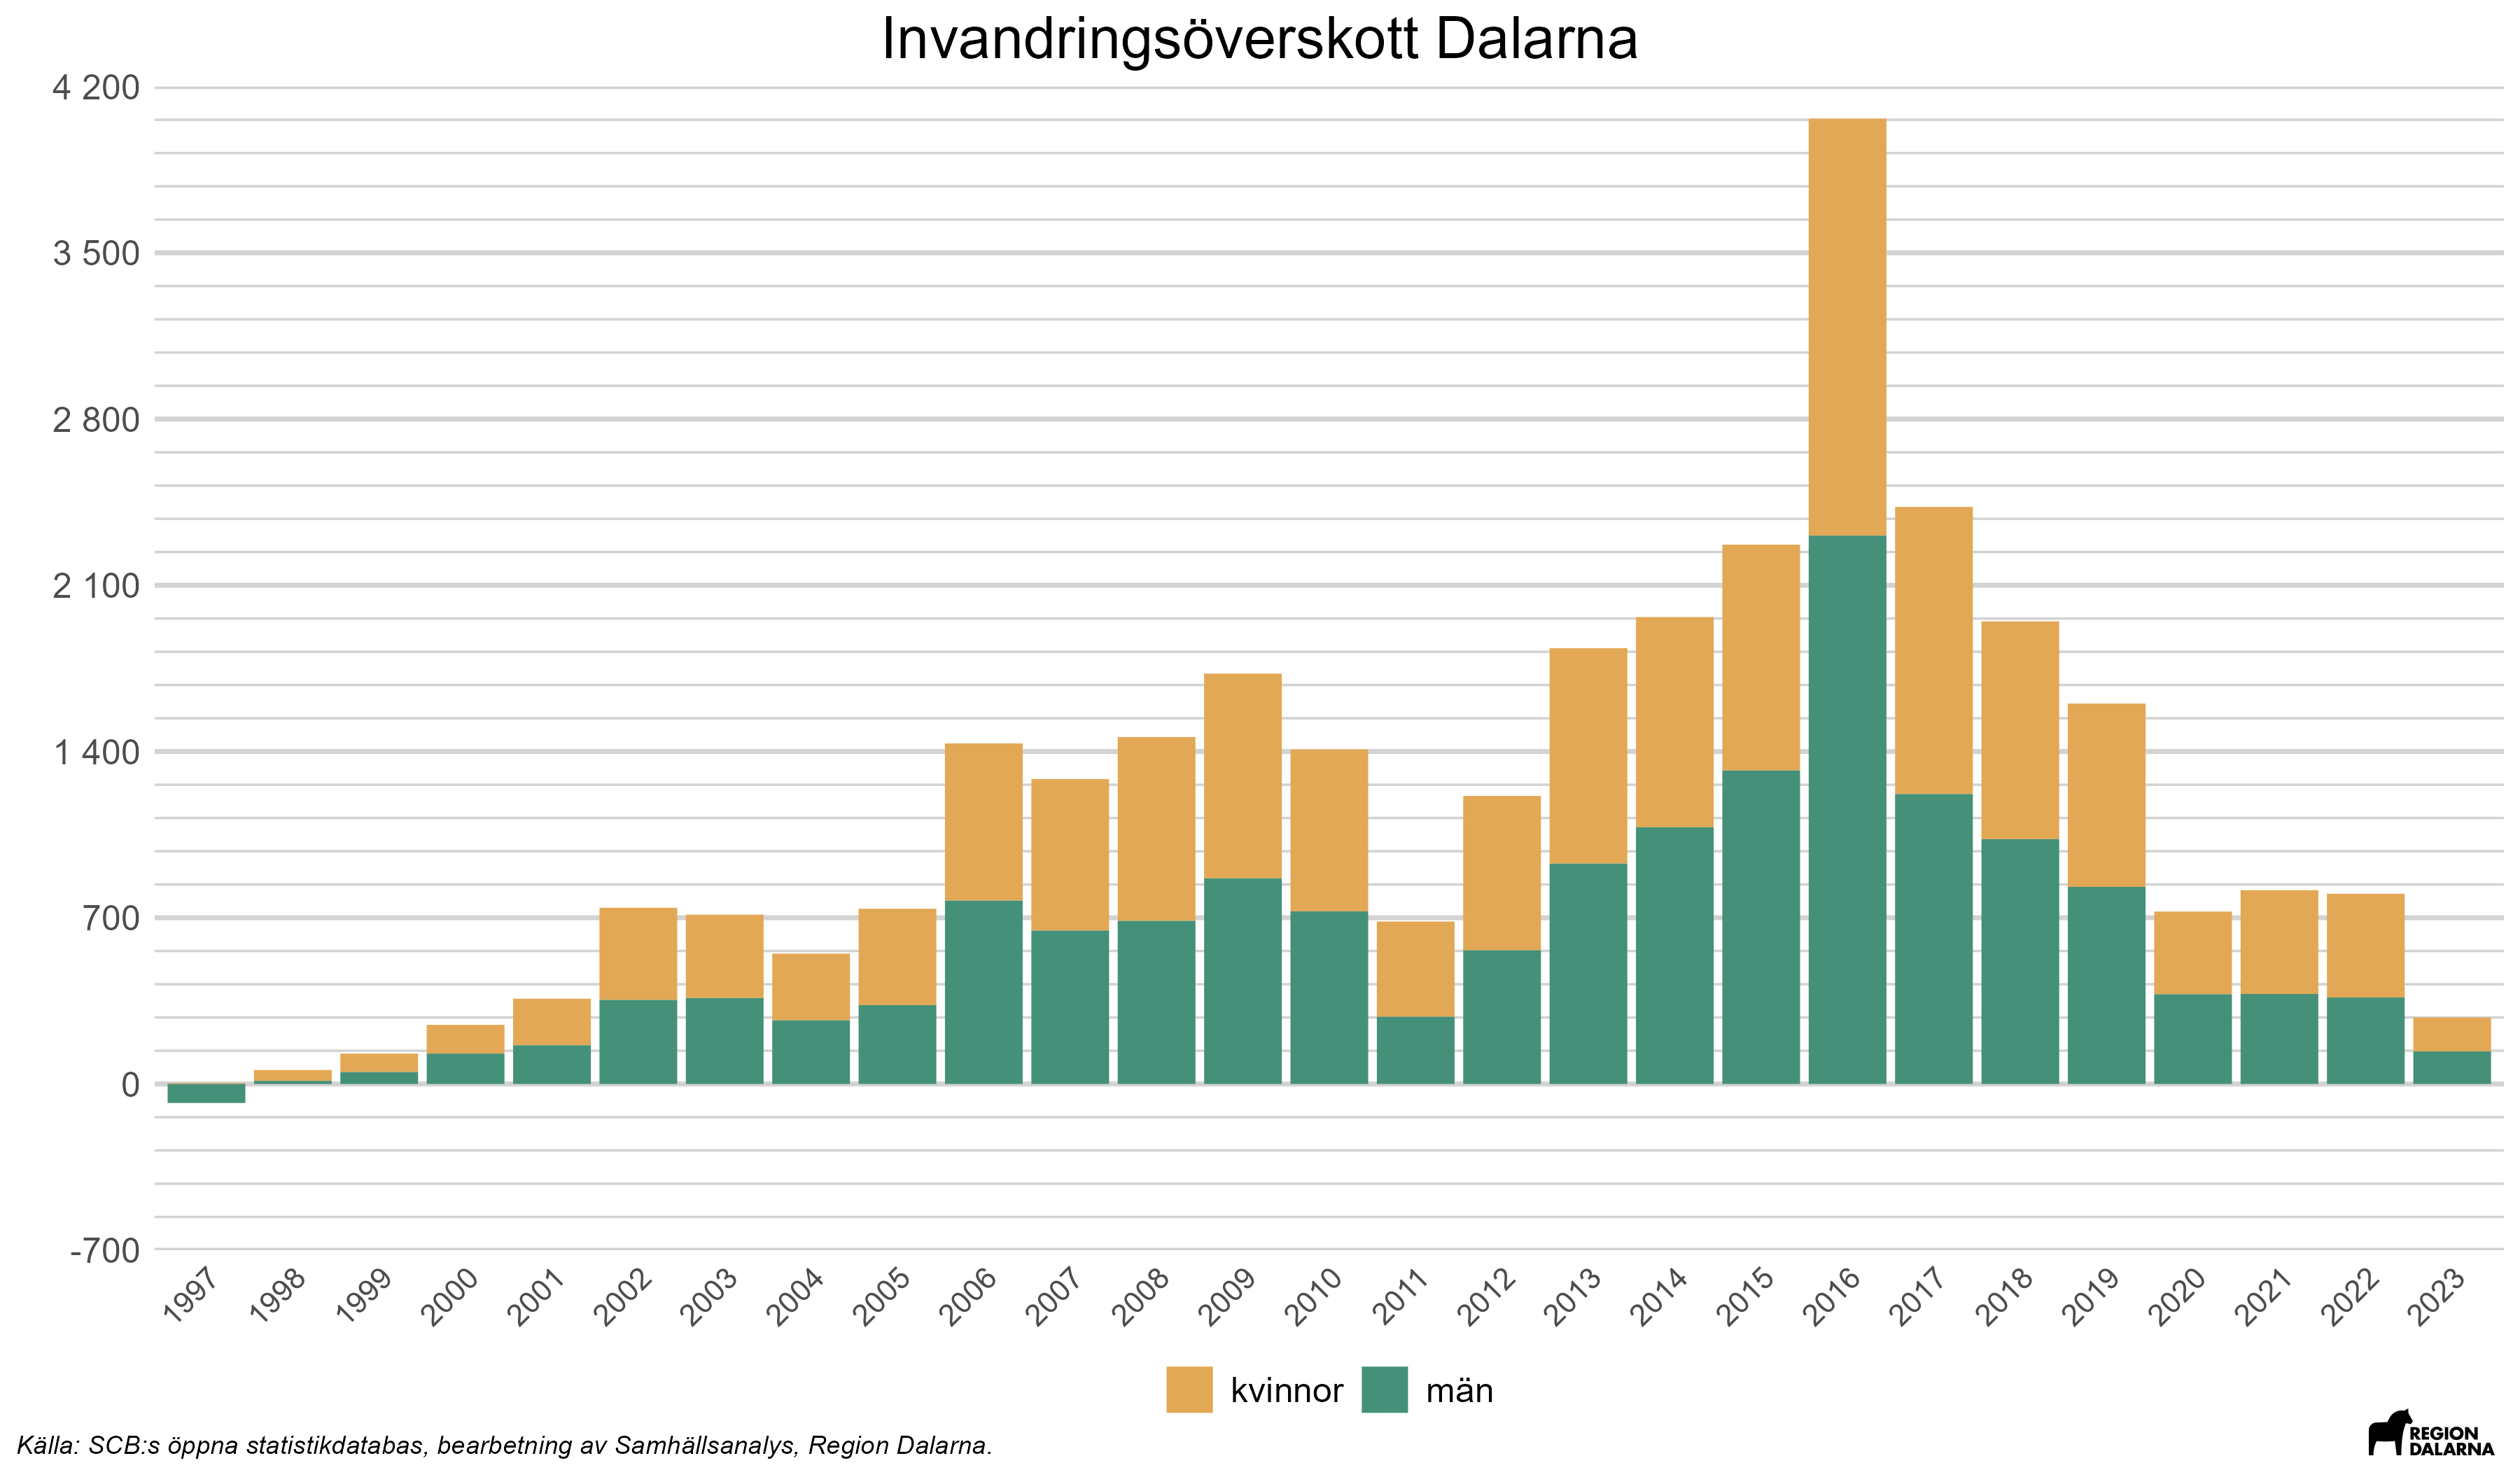 Invandringsöverskott Dalarna
4 200
3 500
2 800
2 100
1 400
700
0
-700
1997 1998 1999 2000 2001 2002 2003 2004 2005 2006 2007 2008 2009 2010 2011 2012 2013 2014 2015 2016 2017 2018 2019 2020 2021 2022 2023
kvinnor män
Källa: SCB:s öppna statistikdatabas, bearbetning av Samhällsanalys, Region Dalarna.
REGION
DALARNA